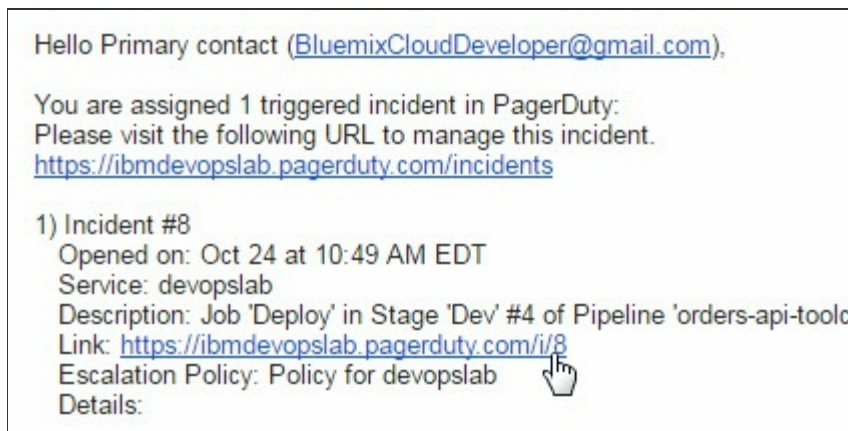 Hello Primary contact (BluemixCloudDeveloper@gmail.com),
You are assigned 1 triggered incident in PagerDuty:
Please visit the following URL to manage this incident.
https://ibmdevopslab.pagerduty.com/incidents
1) Incident #8
Opened on: Oct 24 at 10:49 AM EDT
Service: devopslab
Description: Job 'Deploy' in Stage 'Dev' #4 of Pipeline 'orders-api-toolc
Link: https://ibmdevopslab.pagerduty.com/i/8
Escalation Policy: Policy for devopslab
Details: